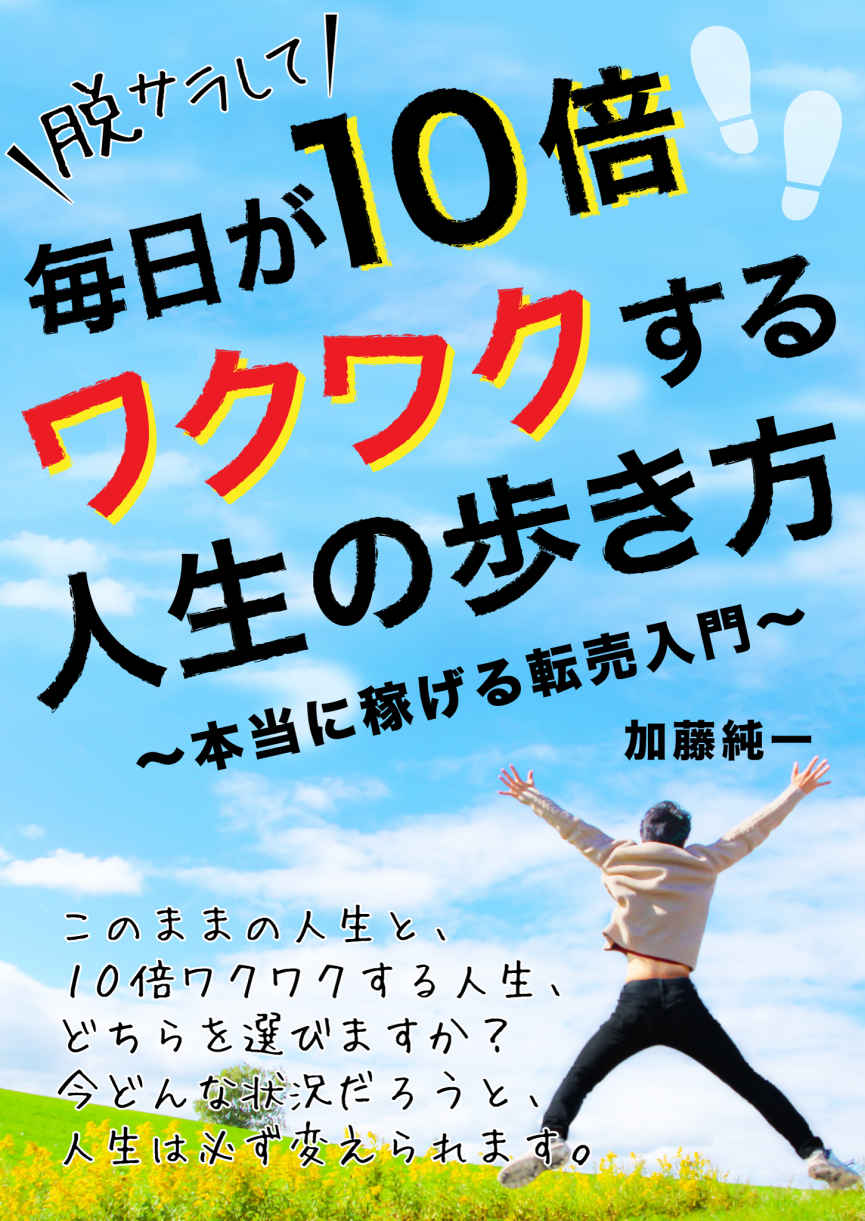 脱サラして
毎日が10倍
ワクワクする
人生の歩き方
～本当に稼げる転売入門～
加藤純一
このままの人生と、
10倍ワクワクする人生、
どちらを選びますか？
今どんな状況だろうと、
人生は必ず変えられます。